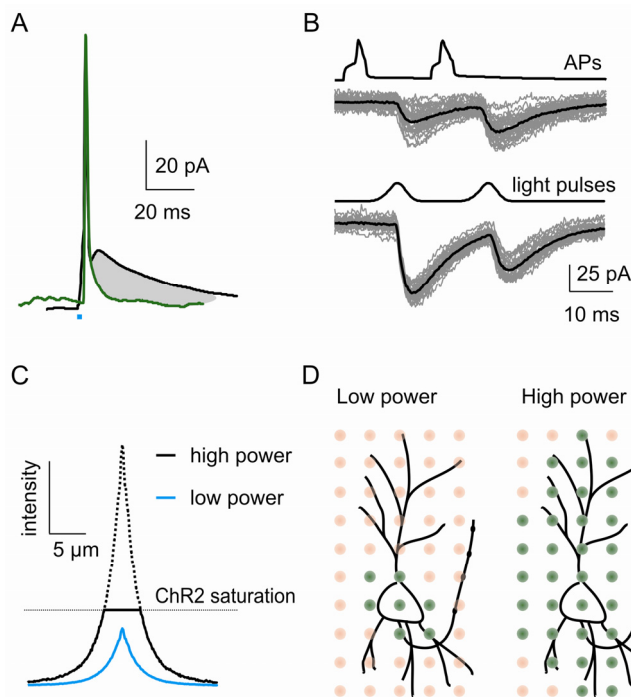 A
20 pA
20 ms
B
APs
light pulses
25 pA
10 ms
C
intensity
5 µm
high power
low power
ChR2 saturation
D
Low power
High power